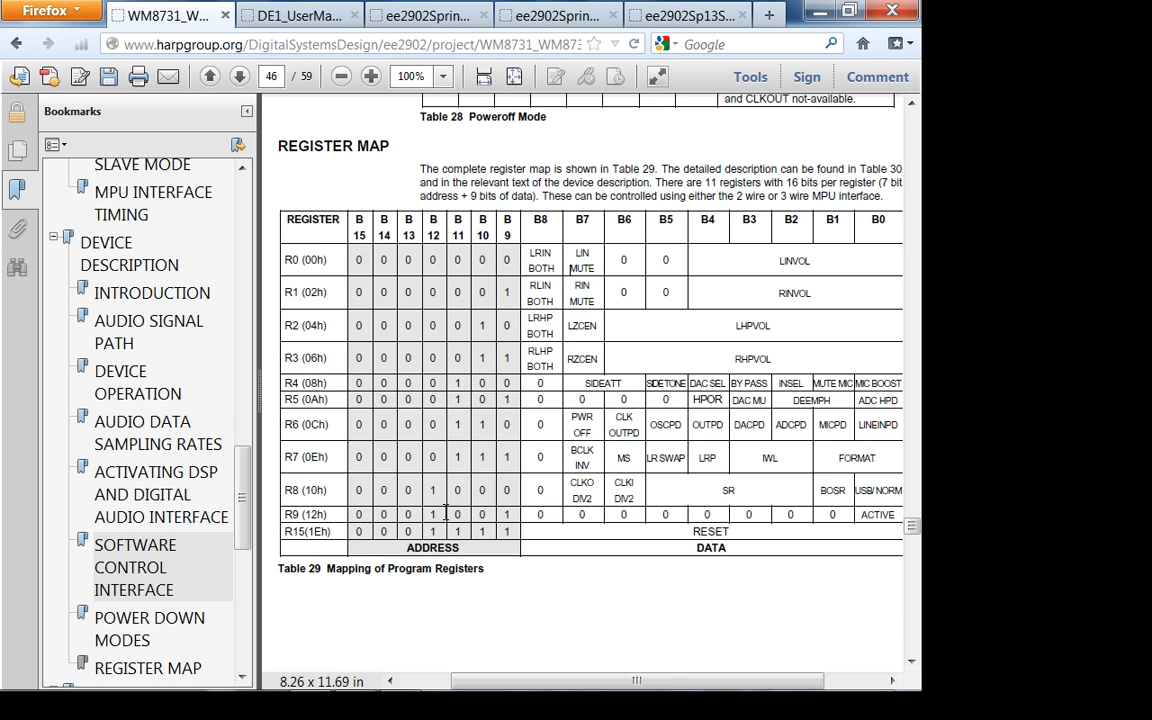 Firefox
WM8731_W...
DE1_UserMa...
ee2902Sprin...
ee2902Sprin...
ee2902Sp13S...
www.harpgroup.org/DigitalSystemsDesign/ee2902/project/WM8731_WM873
Google
46 / 59
100%
Tools Sign Comment
Bookmarks
SLAVE MODE
MPU INTERFACE
TIMING
DEVICE
DESCRIPTION
INTRODUCTION
AUDIO SIGNAL
PATH
DEVICE
OPERATION
AUDIO DATA
SAMPLING RATES
ACTIVATING DSP
AND DIGITAL
AUDIO INTERFACE
SOFTWARE
CONTROL
INTERFACE
POWER DOWN
MODES
REGISTER MAP
and CLKOUT not-available.
Table 28 Poweroff Mode
REGISTER MAP
The complete register map is shown in Table 29. The detailed description can be found in Table 30
and in the relevant text of the device description. There are 11 registers with 16 bits per register (7 bit
address + 9 bits of data). These can be controlled using either the 2 wire or 3 wire MPU interface.
REGISTER B 15 B 14 B 13 B 12 B 11 B 10 B 9 B8 B7 B6 B5 B4 B3 B2 B1 B0
R0 (00h) 0 0 0 0 0 0 0 LRIN BOTH LIN MUTE 0 0 LINVOL
R1 (02h) 0 0 0 0 0 0 1 RLIN BOTH RIN MUTE 0 0 RINVOL
R2 (04h) 0 0 0 0 0 1 0 LRHP BOTH LZCEN LHPVOL
R3 (06h) 0 0 0 0 0 1 1 RLHP BOTH RZCEN RHPVOL
R4 (08h) 0 0 0 0 1 0 0 0 SIDEATT SIDETONE DAC SEL BY PASS INSEL MUTE MIC MIC BOOST
R5 (0Ah) 0 0 0 0 1 0 1 0 0 0 0 HPOR DAC MU DEEMPH ADC HPD
R6 (0Ch) 0 0 0 0 1 1 0 0 PWR OFF CLK OUTPD OSCPD OUTPD DACPD ADCPD MICPD LINEINPD
R7 (0Eh) 0 0 0 0 1 1 1 0 BCLK INV MS LR SWAP LRP IWL FORMAT
R8 (10h) 0 0 0 1 0 0 0 0 CLKO DIV2 CLKI DIV2 SR BOSR USB/ NORM
R9 (12h) 0 0 0 1 0 0 1 0 0 0 0 0 0 0 0 ACTIVE
R15(1Eh) 0 0 0 1 1 1 1 RESET
ADDRESS DATA
Table 29 Mapping of Program Registers
8.26 x 11.69 in